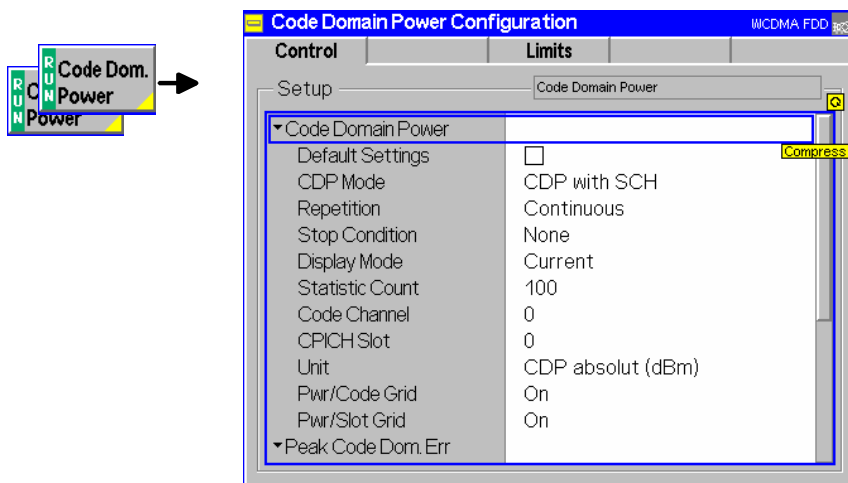 Code Domain Power Configuration WCDMA FDD
Control Limits
RUN Code Dom. Power
RUN C
Power
Setup Code Domain Power
Code Domain Power
Compress
Default Settings
CDP Mode CDP with SCH
Repetition Continuous
Stop Condition None
Display Mode Current
Statistic Count 100
Code Channel 0
CPICH Slot 0
Unit CDP absolut (dBm)
Pwr/Code Grid On
Pwr/Slot Grid On
Peak Code Dom. Err